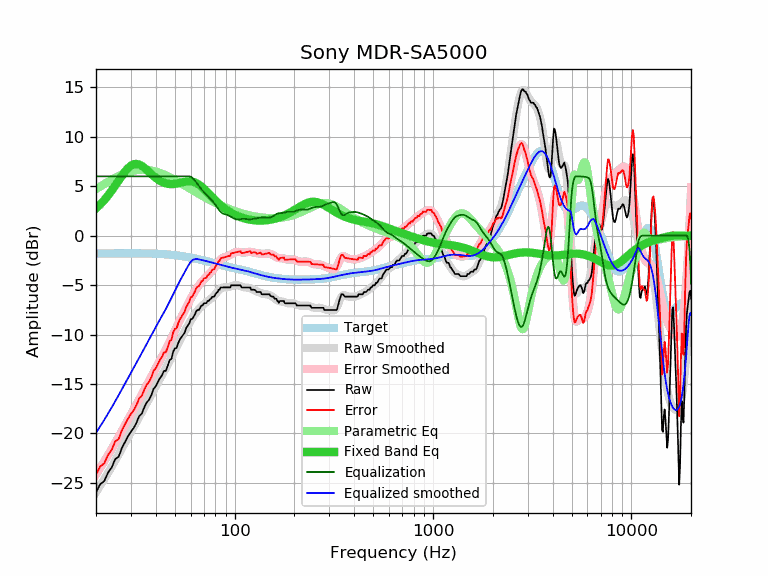 Sony MDR-SA5000
Amplitude (dBr)
15
10
5
0
−5
−10
−15
−20
−25
Target
Raw Smoothed
Error Smoothed
Raw
Error
Parametric Eq
Fixed Band Eq
Equalization
Equalized smoothed
100
1000
10000
Frequency (Hz)